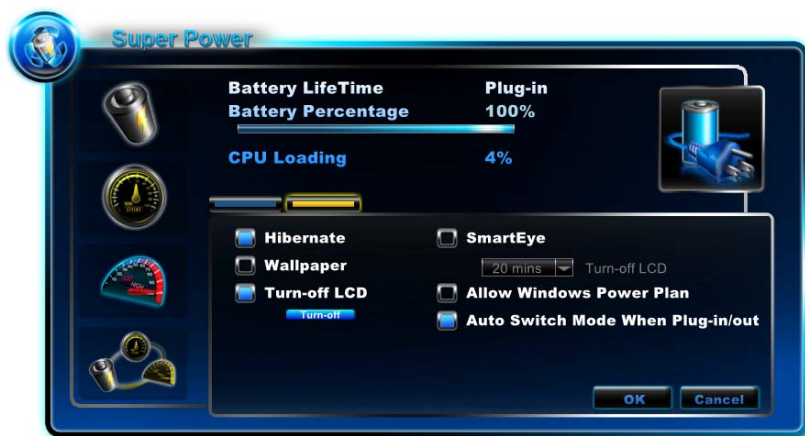 Super Power
Battery LifeTime Plug-in
Battery Percentage 100%
CPU Loading 4%
Hibernate
Wallpaper
Turn-off LCD
Turn-off
SmartEye
20 mins Turn-off LCD
Allow Windows Power Plan
Auto Switch Mode When Plug-in/out
OK Cancel